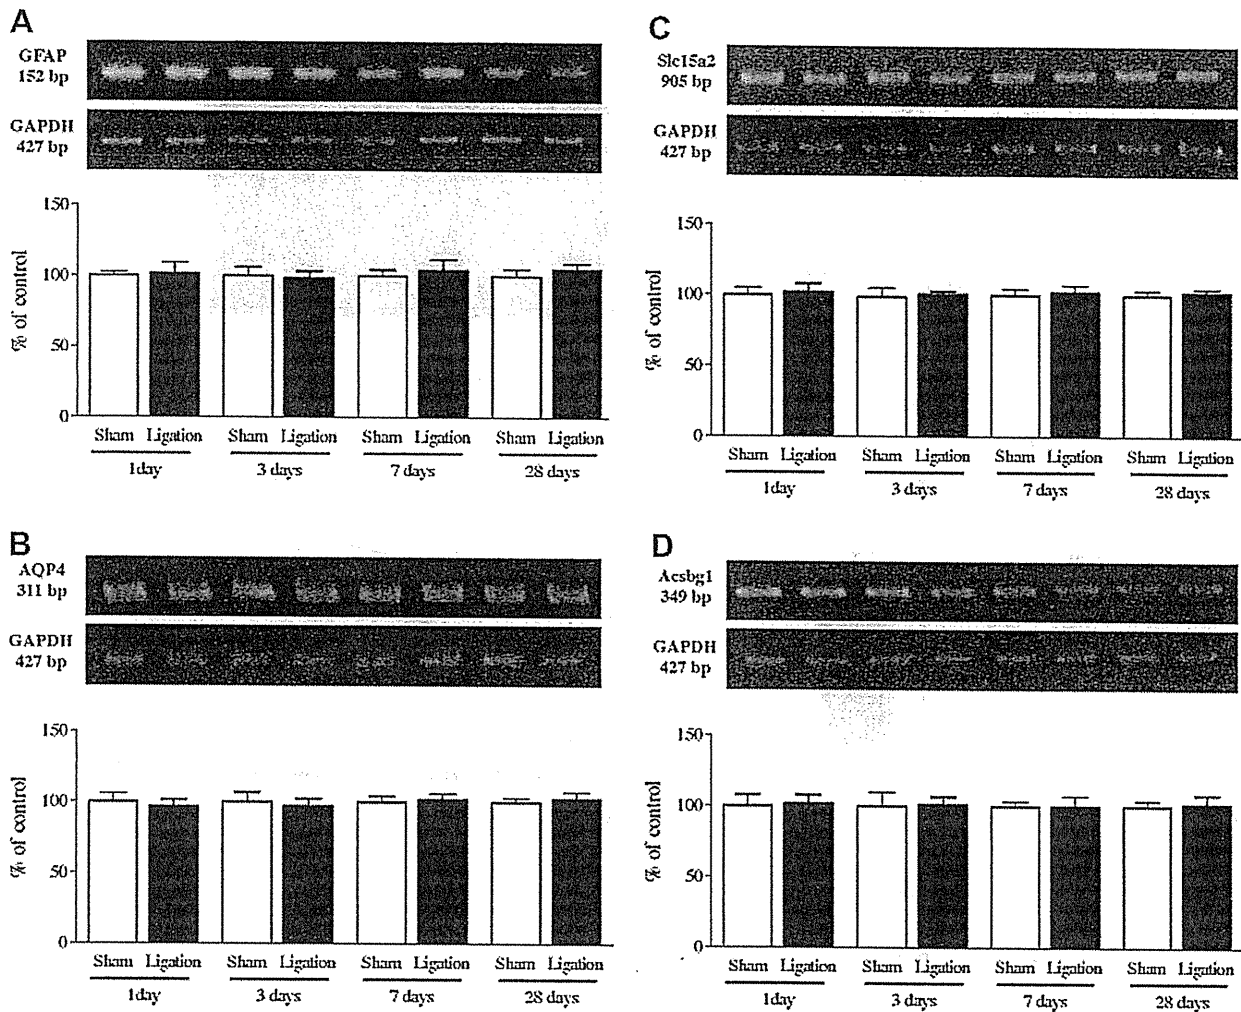 A
GFAP
152 bp
GAPDH
427 bp
150
100
50
0
% of control
Sham Ligation Sham Ligation Sham Ligation Sham Ligation
1day 3 days 7 days 28 days
B
AQP4
311 bp
GAPDH
427 bp
150
100
50
0
% of control
Sham Ligation Sham Ligation Sham Ligation Sham Ligation
1day 3 days 7 days 28 days
C
Slc15a2
905 bp
GAPDH
427 bp
150
100
50
0
% of control
Sham Ligation Sham Ligation Sham Ligation Sham Ligation
1day 3 days 7 days 28 days
D
Acsbg1
349 bp
GAPDH
427 bp
150
100
50
0
% of control
Sham Ligation Sham Ligation Sham Ligation Sham Ligation
1day 3 days 7 days 28 days